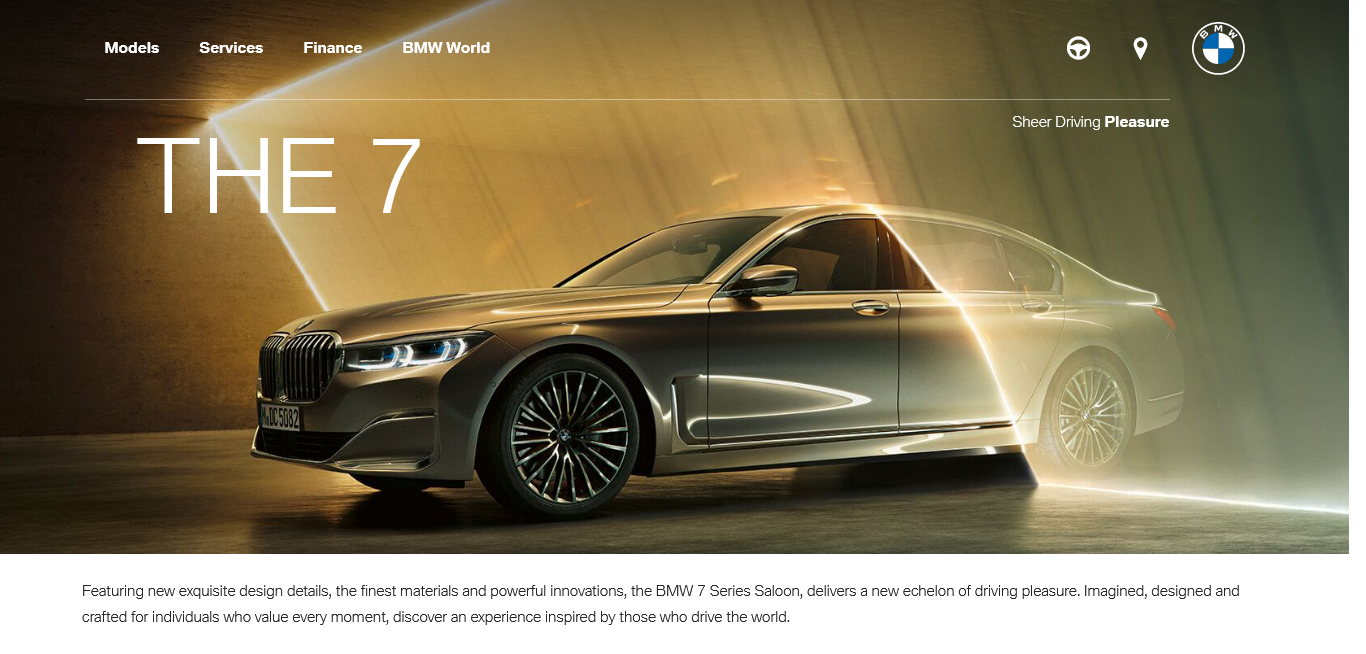 Models Services Finance BMW World
BMW
Sheer Driving Pleasure
THE 7
M·DC 5082
Featuring new exquisite design details, the finest materials and powerful innovations, the BMW 7 Series Saloon, delivers a new echelon of driving pleasure. Imagined, designed and
crafted for individuals who value every moment, discover an experience inspired by those who drive the world.